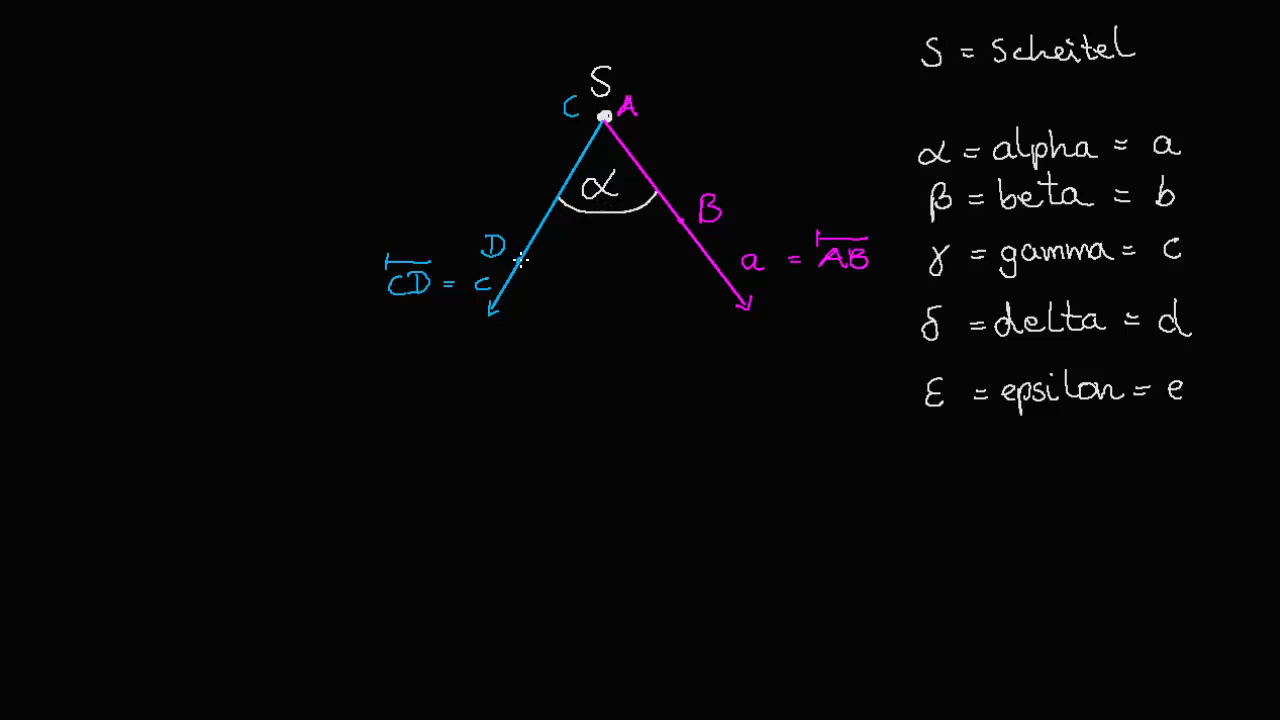 S = Scheitel
S
C A
α = alpha = a
α
β = beta = b
B
D
γ = gamma = c
a = AB
CD = c
δ = delta = d
ε = epsilon = e